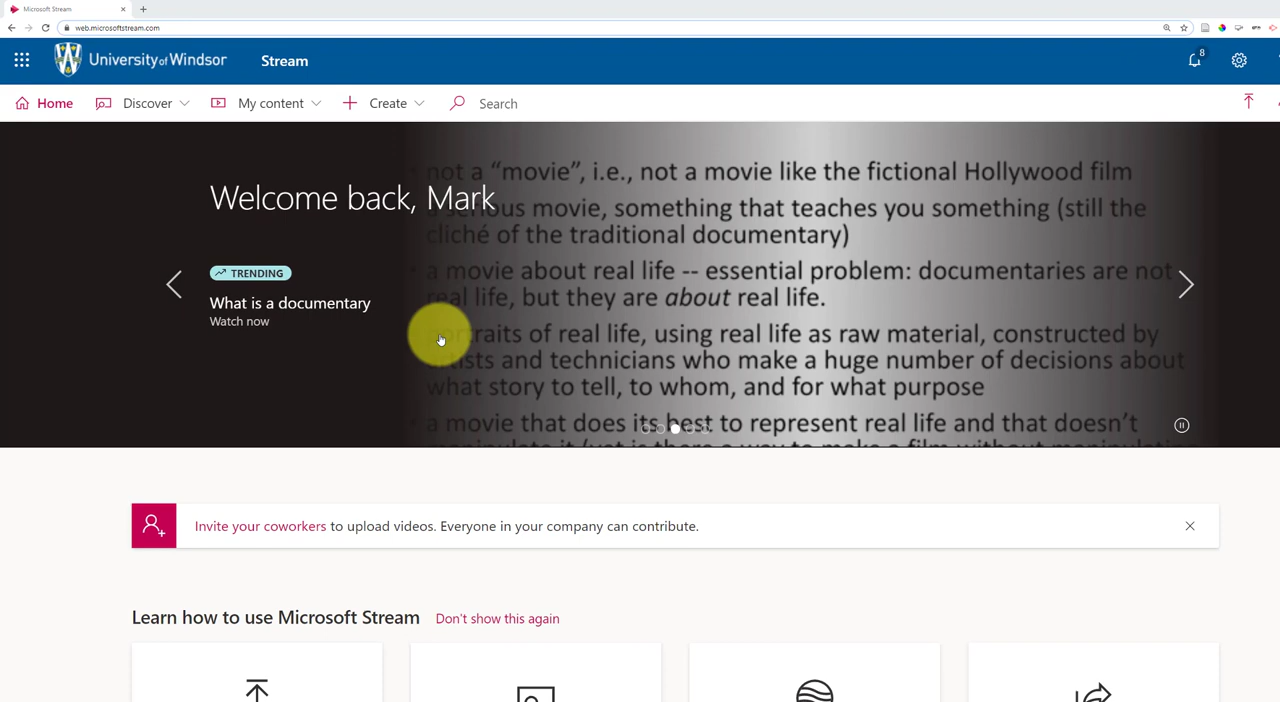 Microsoft Stream
web.microsoftstream.com
University of Windsor
Stream
8
Home
Discover
My content
Create
Search
not a “movie”, i.e., not a movie like the fictional Hollywood film
Welcome back, Mark
serious movie, something that teaches you something (still the
cliché of the traditional documentary)
TRENDING
a movie about real life -- essential problem: documentaries are not
real life, but they are about real life.
What is a documentary
Watch now
portraits of real life, using real life as raw material, constructed by
artists and technicians who make a huge number of decisions about
what story to tell, to whom, and for what purpose
a movie that does its best to represent real life and that doesn’t
Invite your coworkers to upload videos. Everyone in your company can contribute.
Learn how to use Microsoft Stream
Don't show this again